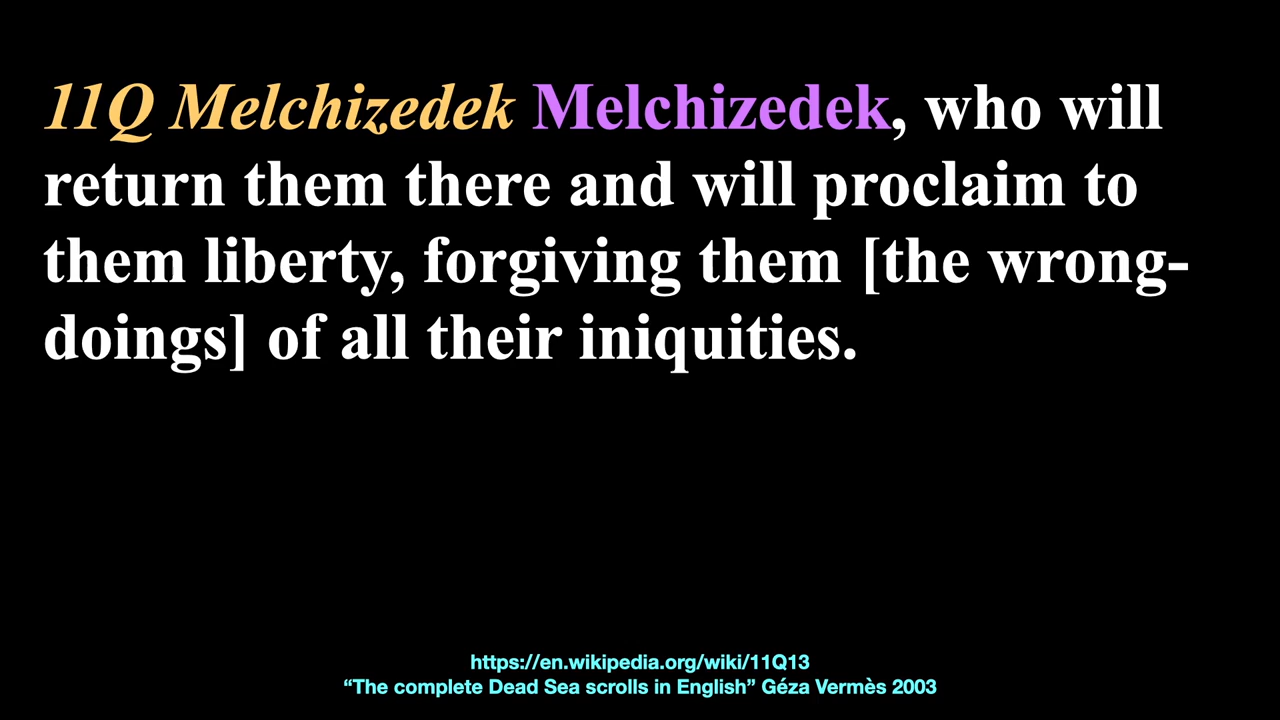 11Q Melchizedek Melchizedek, who will
return them there and will proclaim to
them liberty, forgiving them [the wrong-
doings] of all their iniquities.
https://en.wikipedia.org/wiki/11Q13
“The complete Dead Sea scrolls in English” Géza Vermès 2003